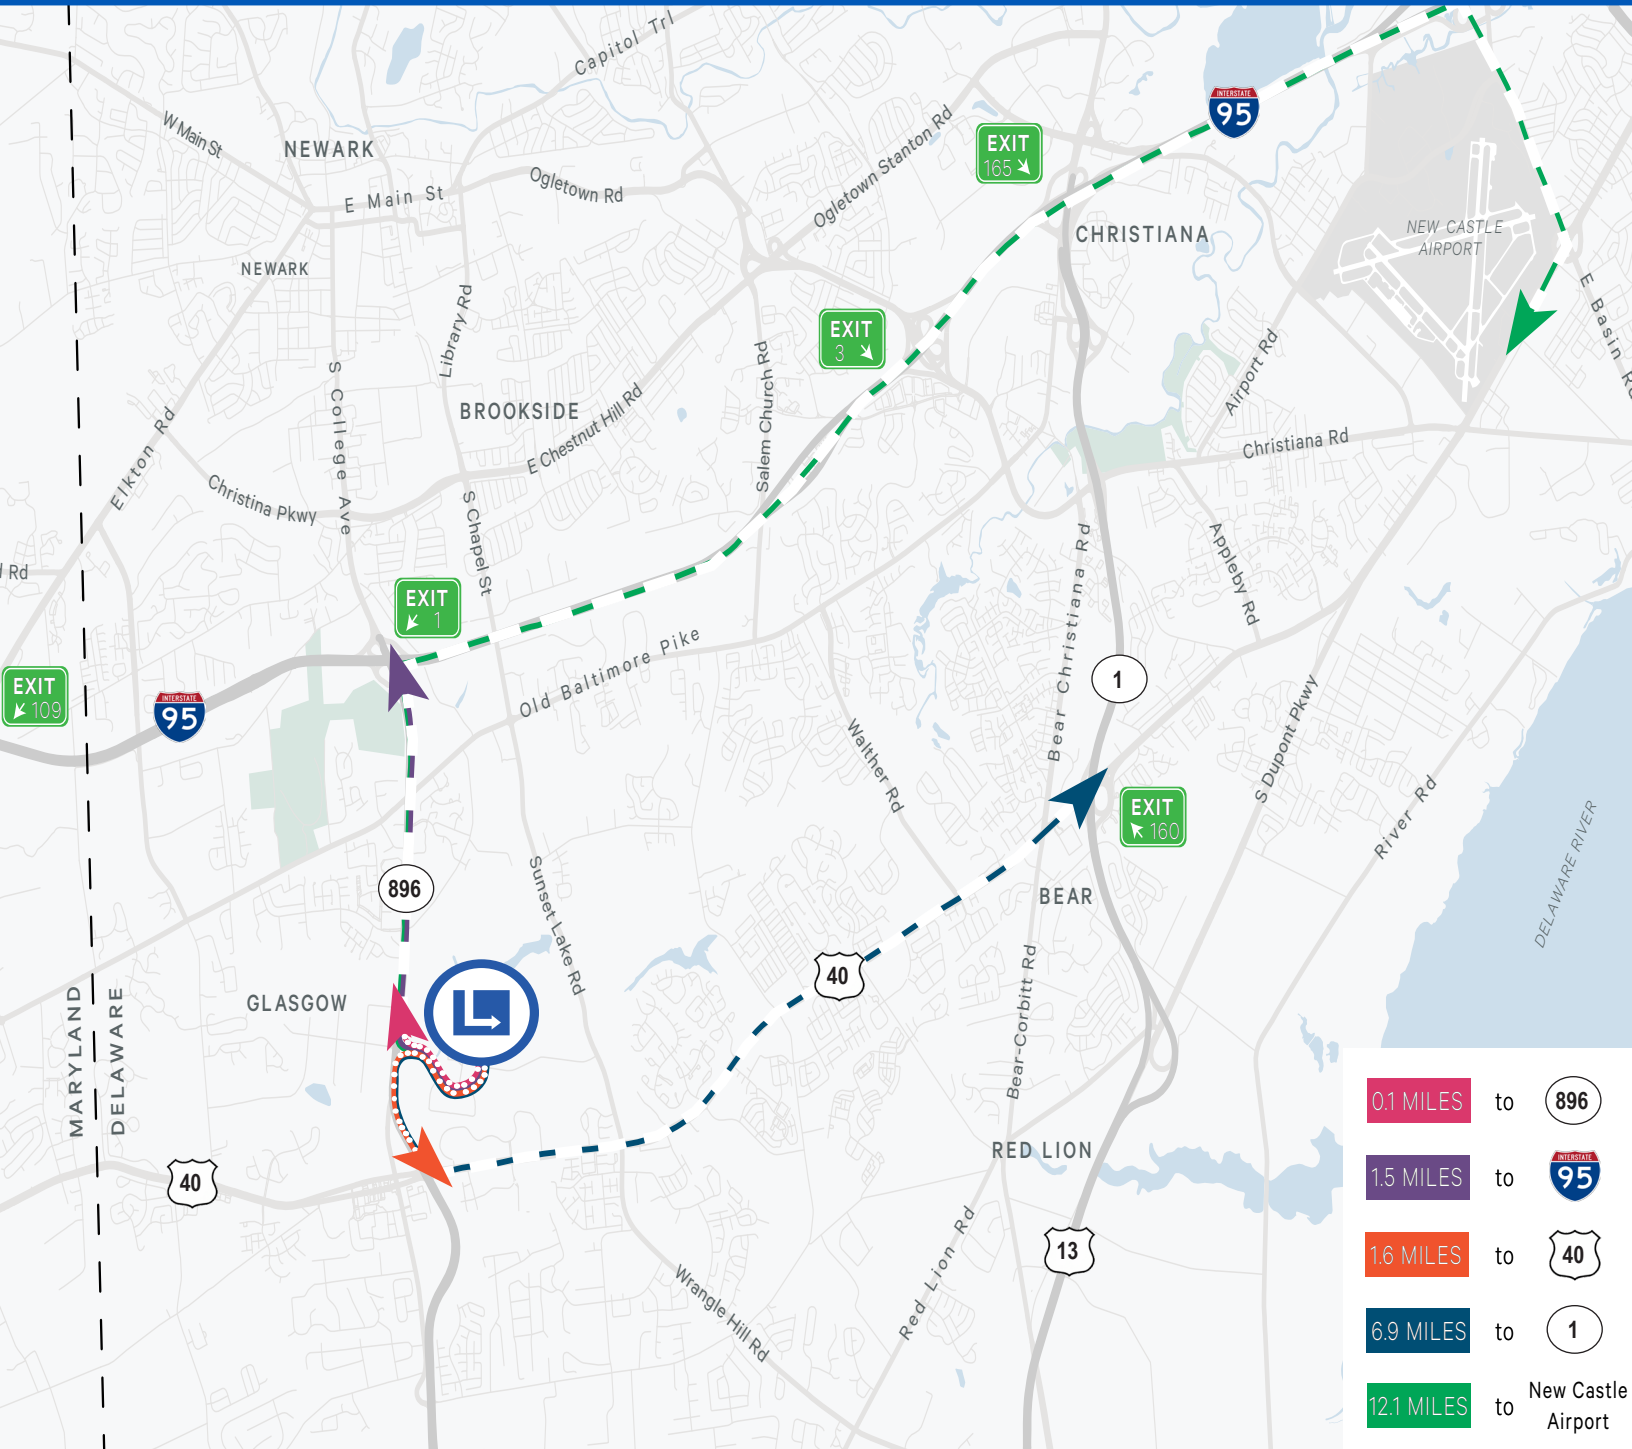 Capitol Trl
W Main St
NEWARK
E Main St
Ogletown Rd
Ogletown Stanton Rd
EXIT
165
INTERSTATE
95
CHRISTIANA
NEW CASTLE
AIRPORT
NEWARK
Library Rd
E Basin Rd
EXIT
3
Airport Rd
S College Ave
BROOKSIDE
E Chestnut Hill Rd
Salem Church Rd
Elkton Rd
Christiana Rd
Christina Pkwy
S Chapel St
Rd
EXIT
1
Bear Christiana Rd
Appleby Rd
Old Baltimore Pike
1
EXIT
109
INTERSTATE
95
Walther Rd
S Dupont Pkwy
EXIT
160
River Rd
DELAWARE RIVER
896
Sunset Lake Rd
BEAR
40
Bear-Corbitt Rd
GLASGOW
MARYLAND
DELAWARE
RED LION
40
13
Red Lion Rd
Wrangle Hill Rd
0.1 MILES to 896
1.5 MILES to INTERSTATE 95
1.6 MILES to 40
6.9 MILES to 1
12.1 MILES to New Castle
Airport